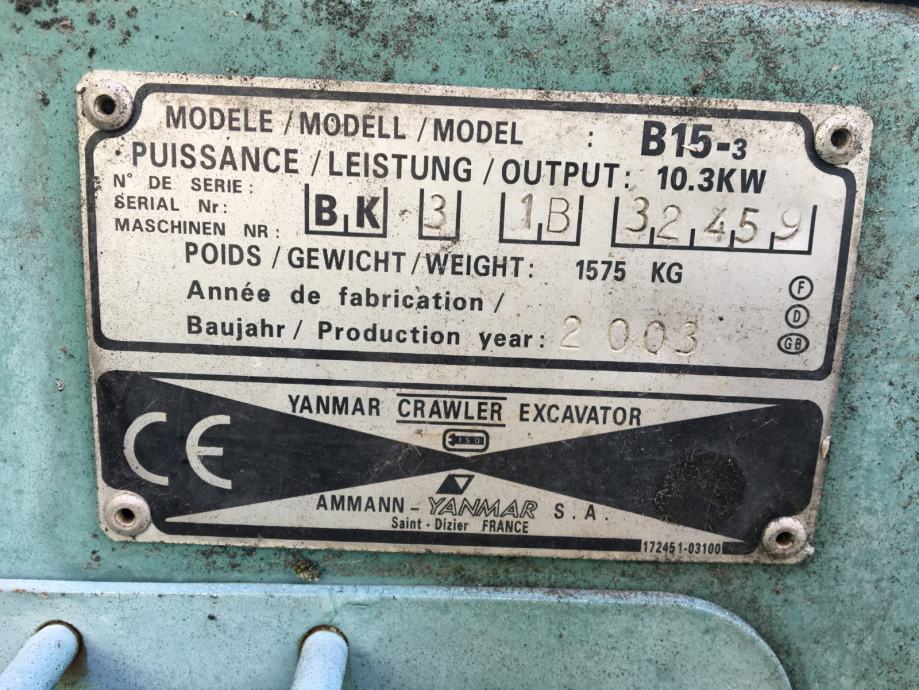 MODELE / MODELL / MODEL : B15-3
PUISSANCE / LEISTUNG / OUTPUT: 10.3KW
N° DE SERIE:
SERIAL Nr:
MASCHINEN NR: B.K 3 1B 32459
POIDS / GEWICHT / WEIGHT: 1575 KG
Année de fabrication /
Baujahr / Production year: 2003
F
D
GB
YANMAR CRAWLER EXCAVATOR
ISO
CE
AMMANN - YANMAR S.A.
Saint - Dizier FRANCE
172451-03100